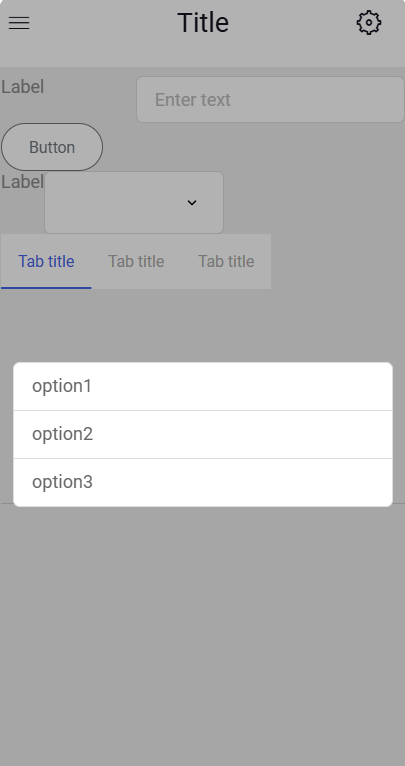 Title
Label
Enter text
Button
Label
Tab title Tab title Tab title
option1
option2
option3